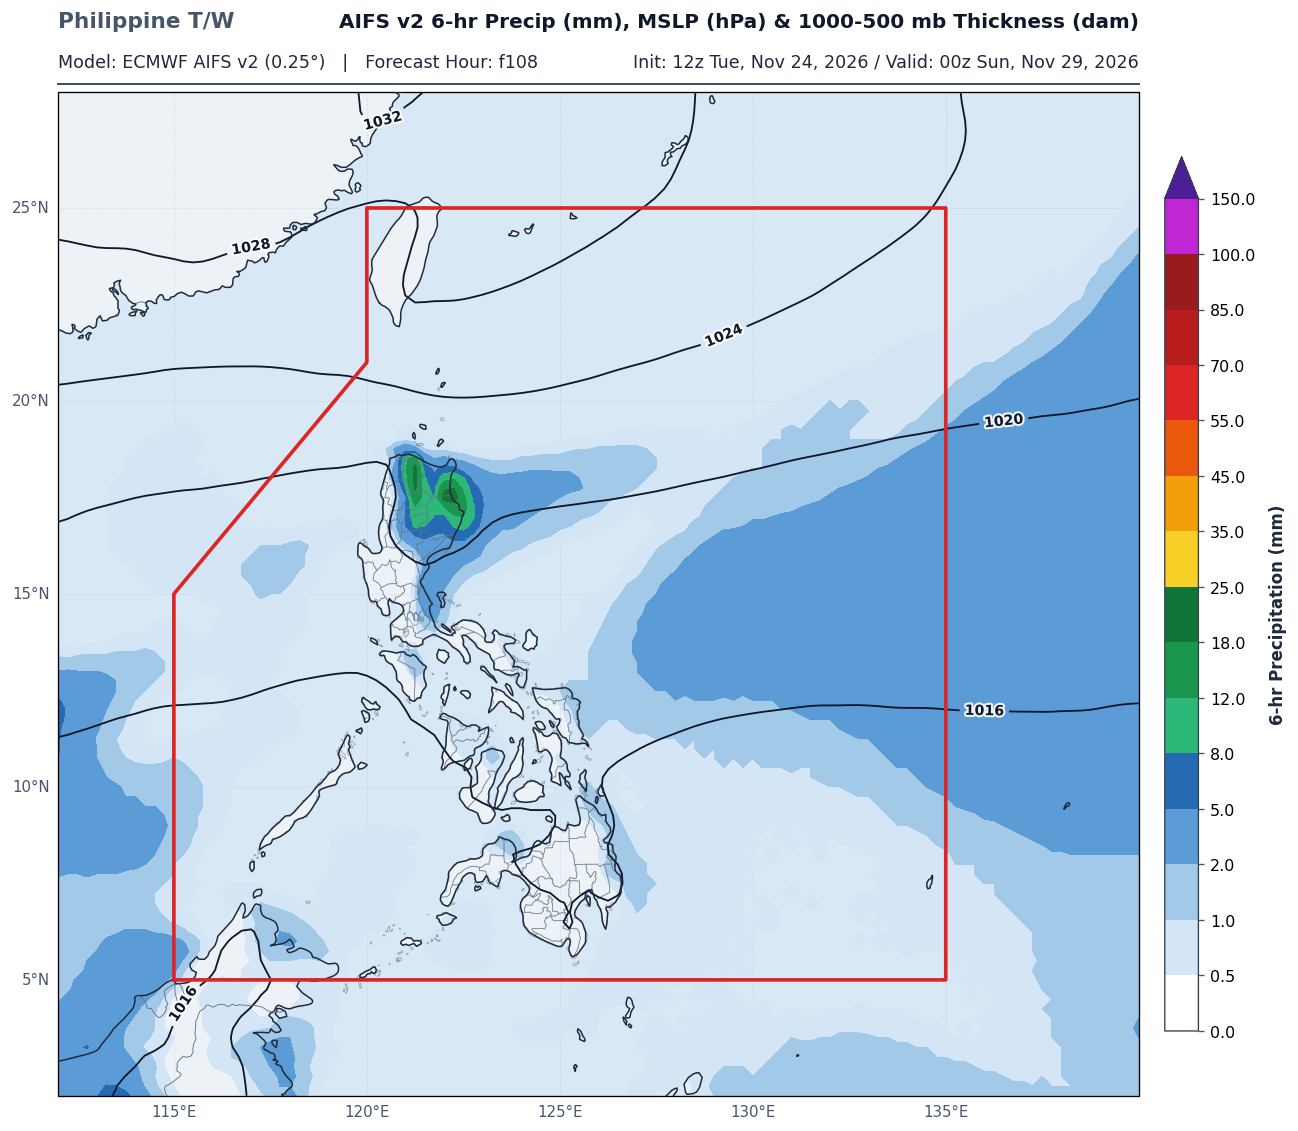 Philippine T/W
AIFS v2 6-hr Precip (mm), MSLP (hPa) & 1000-500 mb Thickness (dam)
Model: ECMWF AIFS v2 (0.25°) | Forecast Hour: f108
Init: 12z Tue, Nov 24, 2026 / Valid: 00z Sun, Nov 29, 2026
1032
1028
1024
1020
1016
1016
25°N
20°N
15°N
10°N
5°N
115°E
120°E
125°E
130°E
135°E
150.0
100.0
85.0
70.0
55.0
45.0
35.0
25.0
18.0
12.0
8.0
5.0
2.0
1.0
0.5
0.0
6-hr Precipitation (mm)